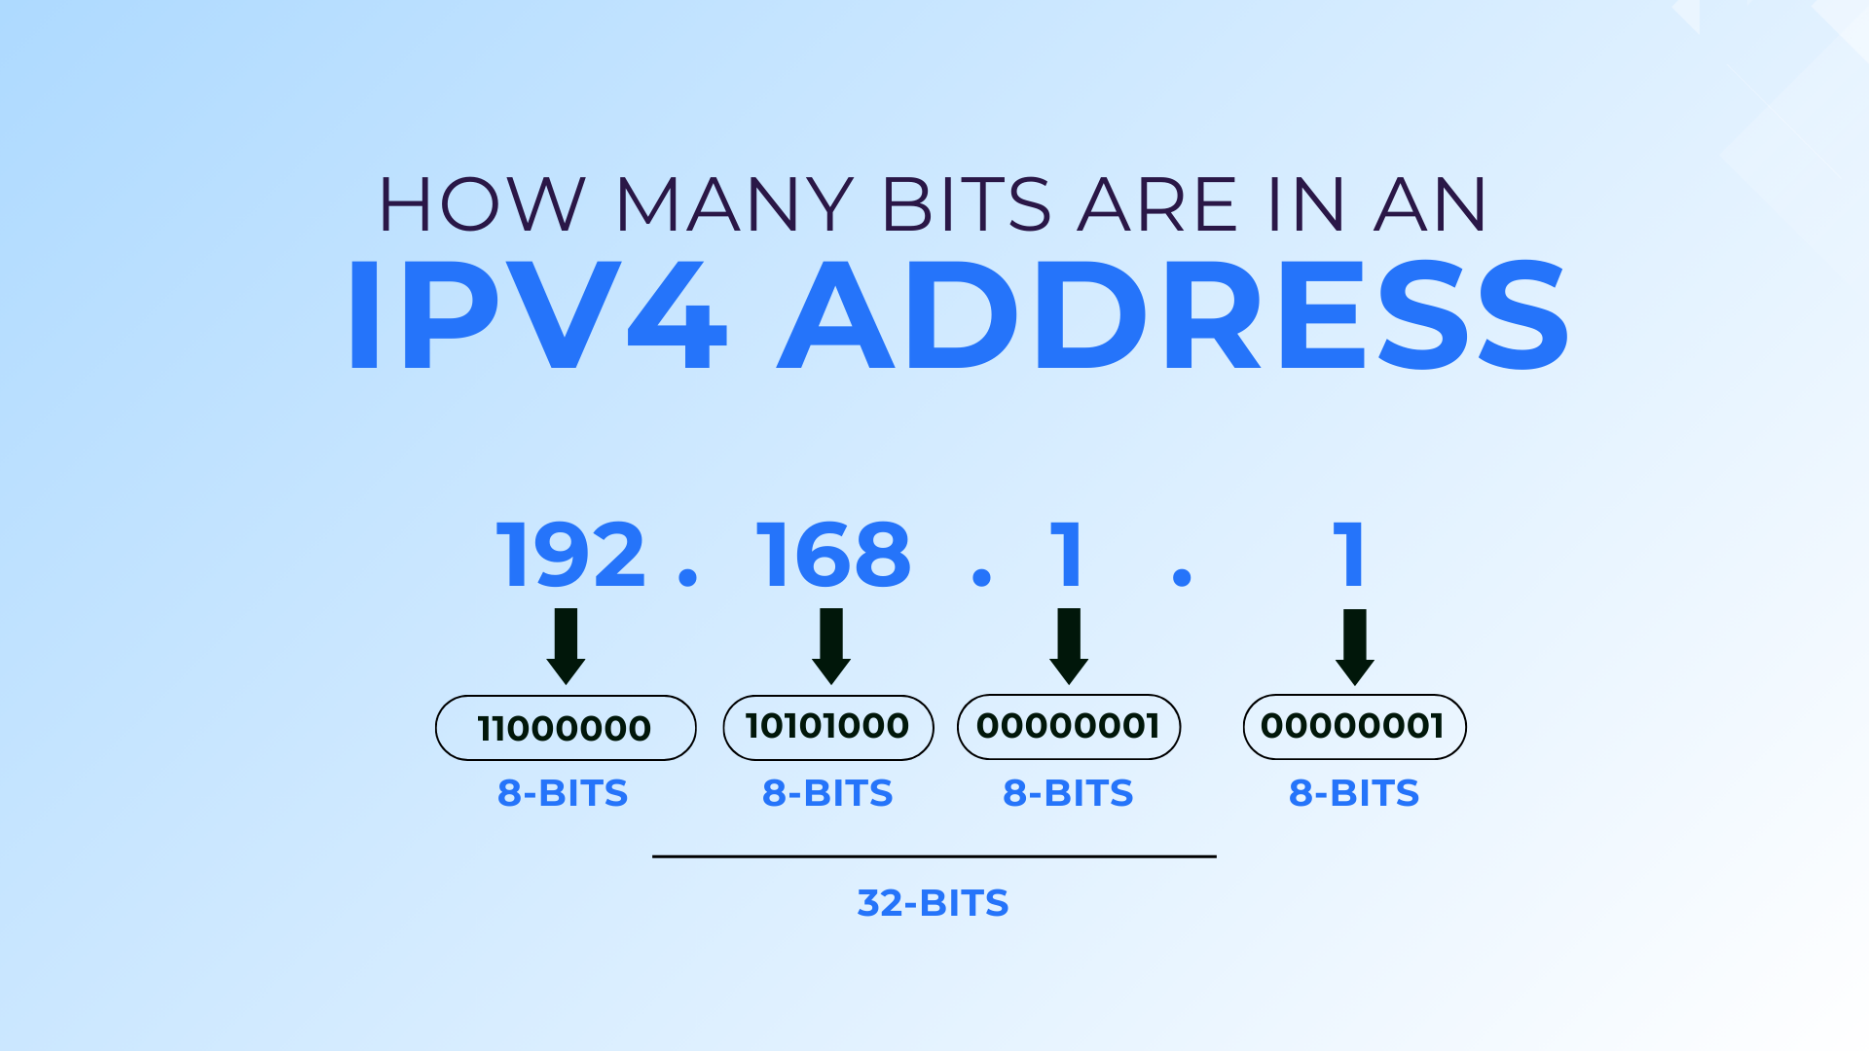 HOW MANY BITS ARE IN AN
IPV4 ADDRESS
192 . 168 . 1 . 1
11000000 10101000 00000001 00000001
8-BITS 8-BITS 8-BITS 8-BITS
32-BITS